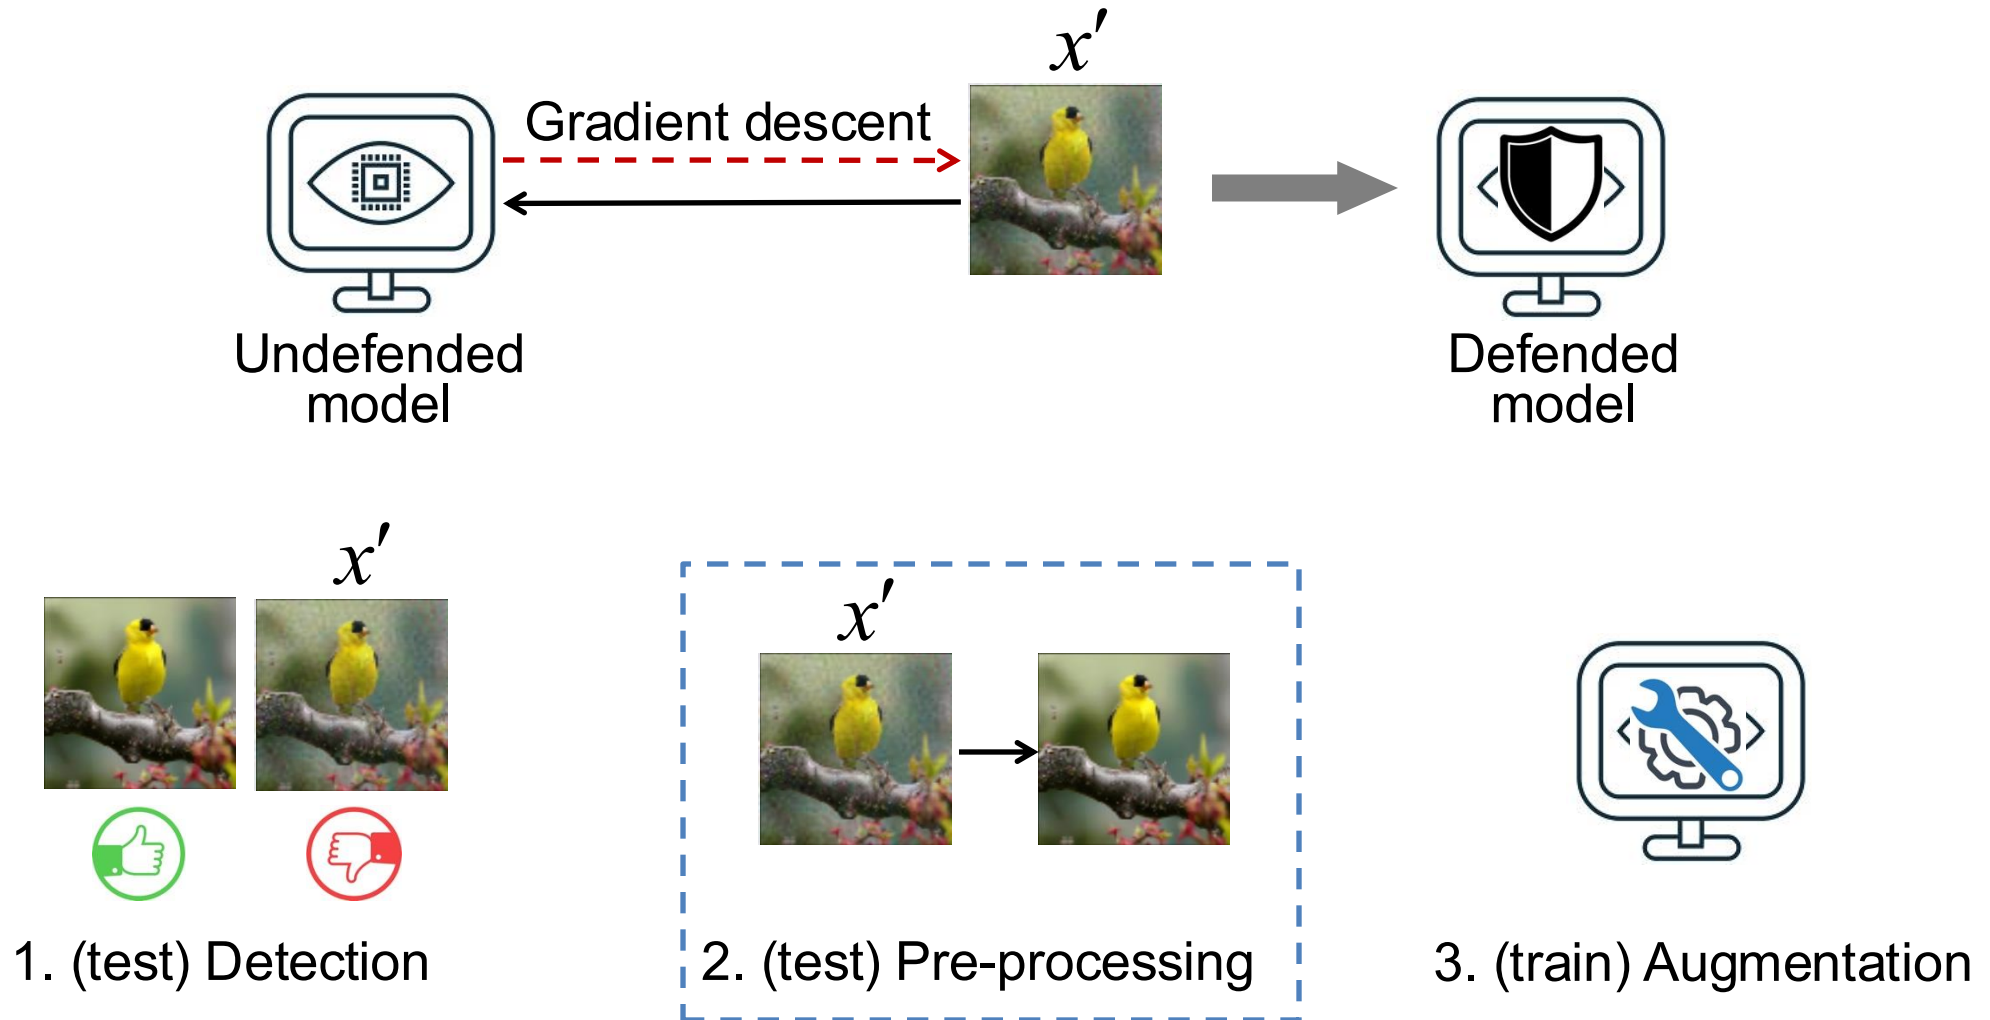 x′
Gradient descent
Undefended
model
Defended
model
x′
x′
1. (test) Detection
2. (test) Pre-processing
3. (train) Augmentation